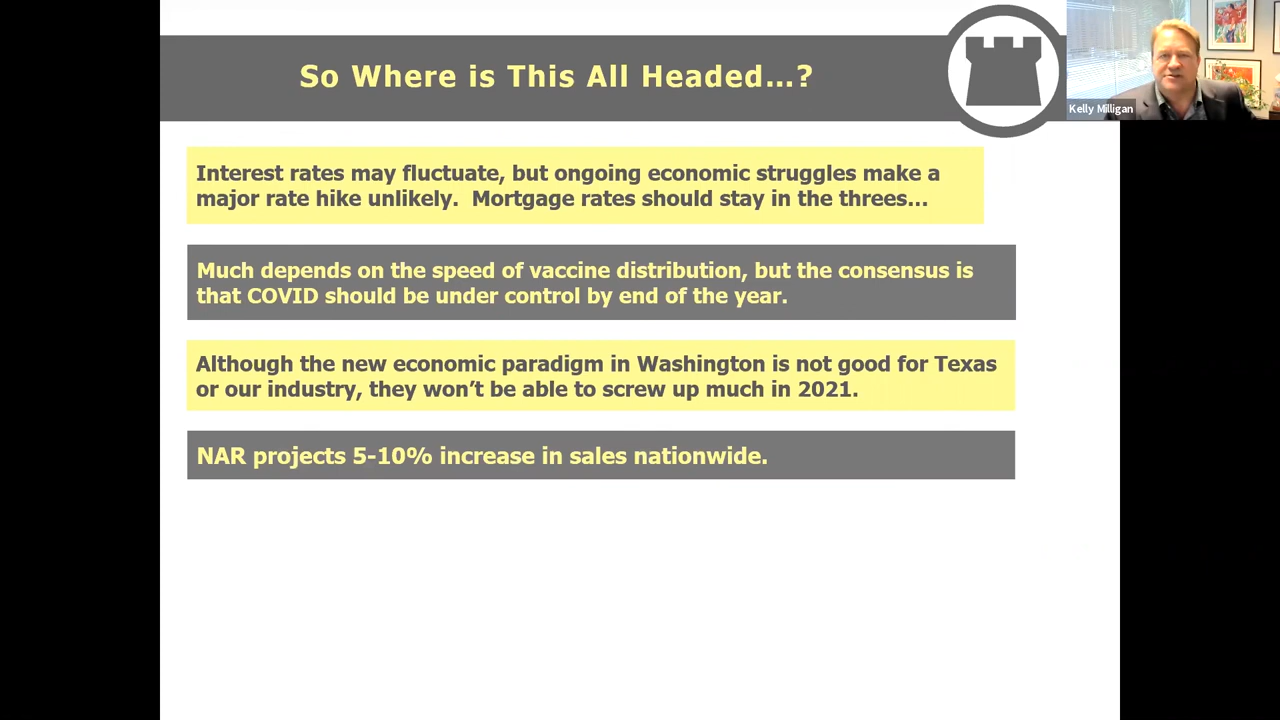 So Where is This All Headed…?
Kelly Milligan
Interest rates may fluctuate, but ongoing economic struggles make a
major rate hike unlikely.  Mortgage rates should stay in the threes…
Much depends on the speed of vaccine distribution, but the consensus is
that COVID should be under control by end of the year.
Although the new economic paradigm in Washington is not good for Texas
or our industry, they won’t be able to screw up much in 2021.
NAR projects 5-10% increase in sales nationwide.